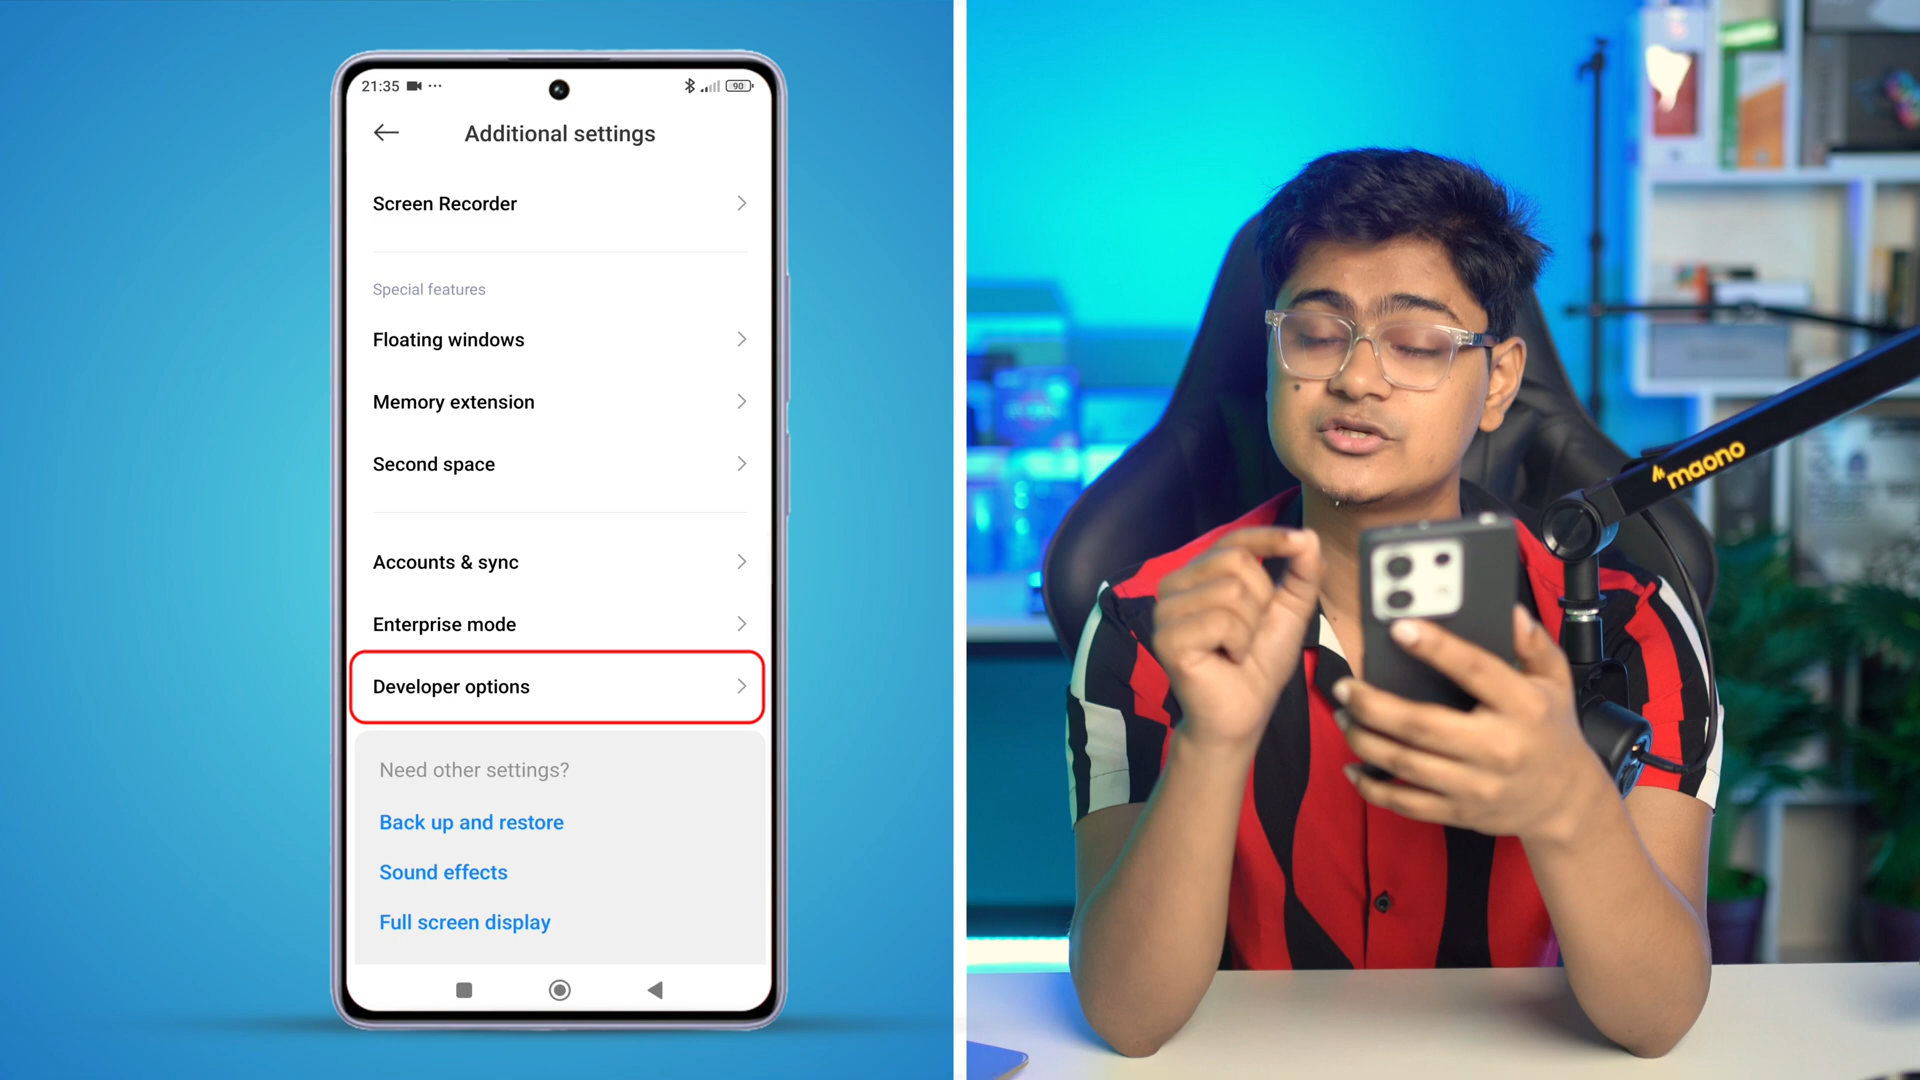 21:35
90
Additional settings
Screen Recorder
Special features
Floating windows
Memory extension
Second space
Accounts & sync
Enterprise mode
Developer options
Need other settings?
Back up and restore
Sound effects
Full screen display
maono